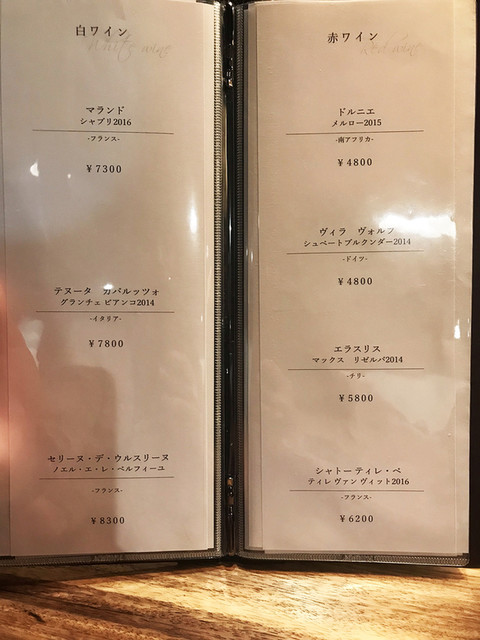 白ワイン
White wine
マランド
シャブリ2016
-フランス-
¥7300
テヌータ カパルッツォ
グランチェ ビアンコ2014
-イタリア-
¥7800
セリーヌ・デ・ウルスリーヌ
ノエル・エ・レ・ベルフィーユ
-フランス-
¥8300
赤ワイン
Red wine
ドルニエ
メルロー2015
-南アフリカ-
¥4800
ヴィラ ヴォルフ
シュペートブルクンダー2014
-ドイツ-
¥4800
エラスリス
マックス リゼルバ2014
-チリ-
¥5800
シャトー ティレ・ペ
ティレ ヴァン ヴィット2016
-フランス-
¥6200